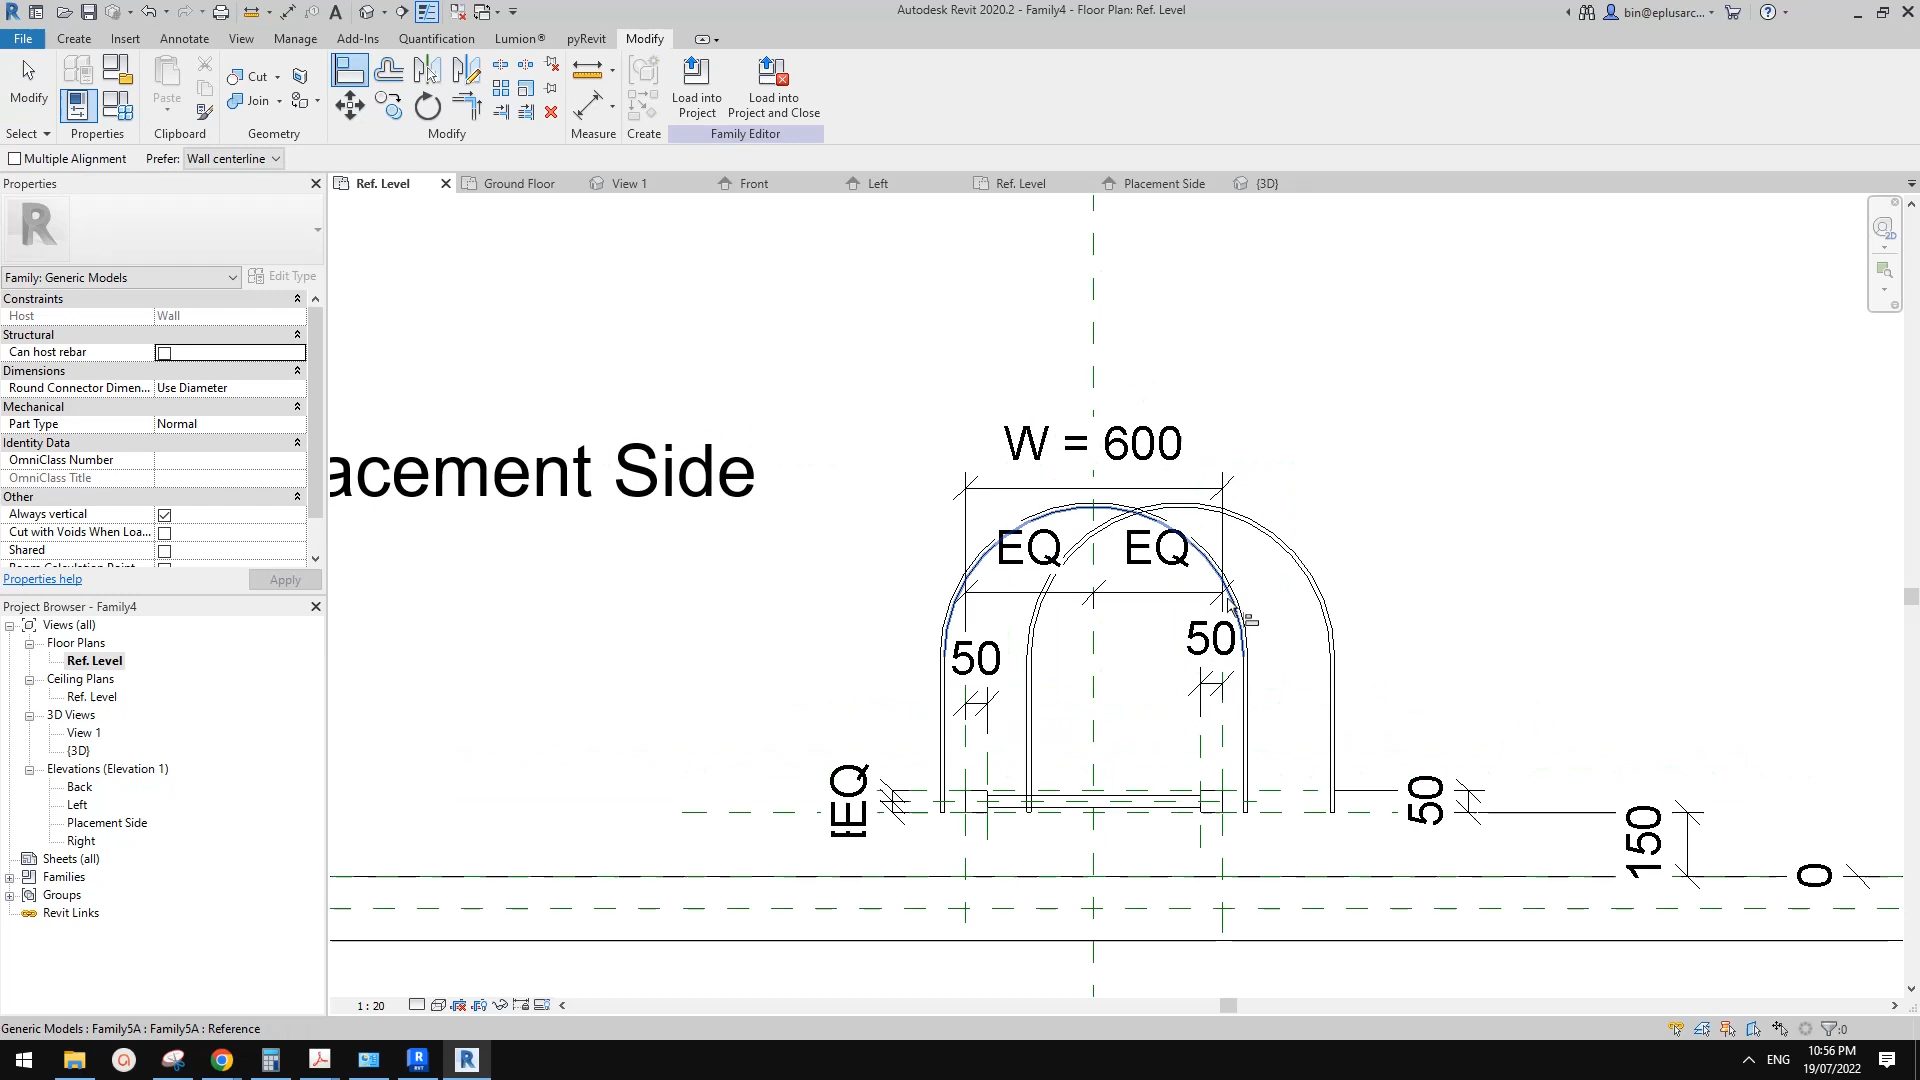 Autodesk Revit 2020.2 - Family4 - Floor Plan: Ref. Level
bin@eplusarc...
File Create Insert Annotate View Manage Add-Ins Quantification Lumion® pyRevit Modify
Modify
Paste
Cut
Join
Load into Project
Load into Project and Close
Select Properties Clipboard Geometry Modify Measure Create Family Editor
Multiple Alignment Prefer: Wall centerline
Properties
Ref. Level Ground Floor View 1 Front Left Ref. Level Placement Side {3D}
Family: Generic Models Edit Type
Constraints
Host Wall
Structural
Can host rebar
Dimensions
Round Connector Dimen... Use Diameter
Mechanical
Part Type Normal
Identity Data
OmniClass Number
OmniClass Title
Other
Always vertical
Cut with Voids When Loa...
Shared
Properties help Apply
Project Browser - Family4
Views (all)
Floor Plans
Ref. Level
Ceiling Plans
Ref. Level
3D Views
View 1
{3D}
Elevations (Elevation 1)
Back
Left
Placement Side
Right
Sheets (all)
Families
Groups
Revit Links
acement Side
W = 600
EQ EQ
50
50
50
150
0
2D
1 : 20
Generic Models : Family5A : Family5A : Reference
:0
ENG
10:56 PM
19/07/2022